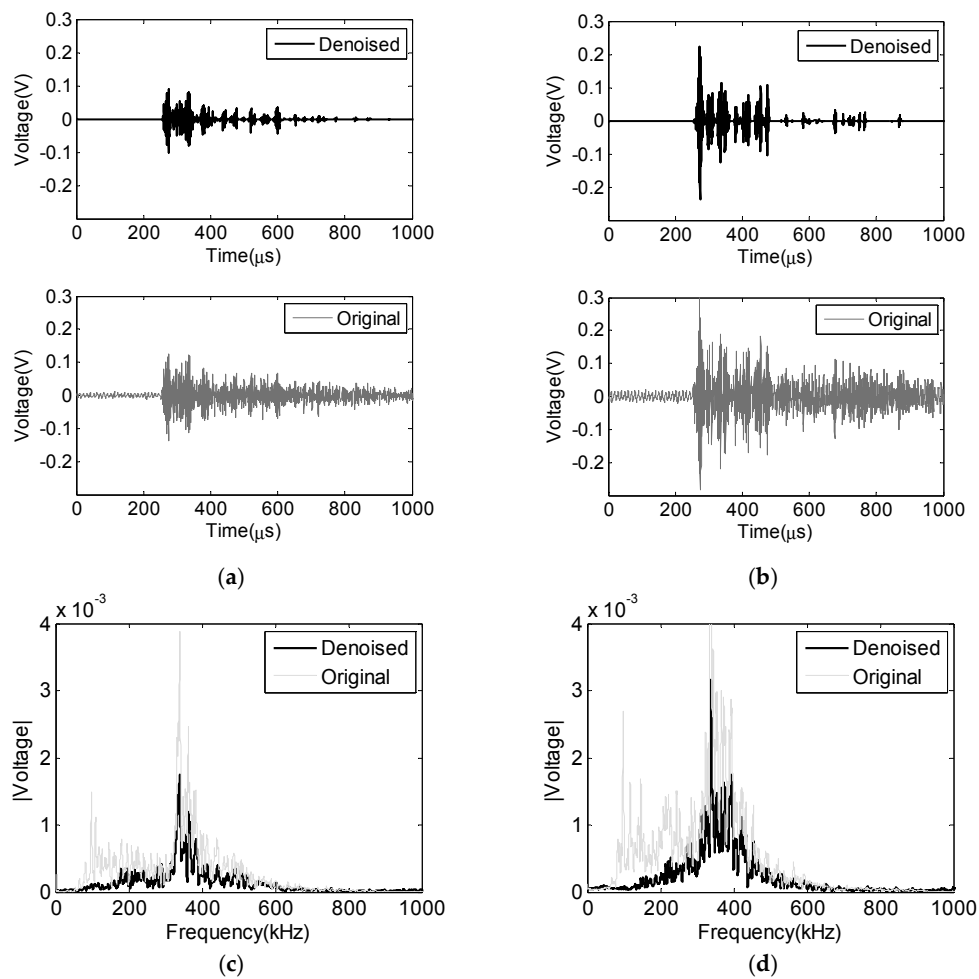 0.3
0.2
0.1
0
-0.1
-0.2
Voltage(V)
Denoised
0 200 400 600 800 1000
Time(μs)
0.3
0.2
0.1
0
-0.1
-0.2
Voltage(V)
Denoised
0 200 400 600 800 1000
Time(μs)
0.3
0.2
0.1
0
-0.1
-0.2
Voltage(V)
Original
0 200 400 600 800 1000
Time(μs)
(a)
0.3
0.2
0.1
0
-0.1
-0.2
Voltage(V)
Original
0 200 400 600 800 1000
Time(μs)
(b)
x 10⁻³
4
3
2
1
0
|Voltage|
Denoised
Original
0 200 400 600 800 1000
Frequency(kHz)
(c)
x 10⁻³
4
3
2
1
0
|Voltage|
Denoised
Original
0 200 400 600 800 1000
Frequency(kHz)
(d)